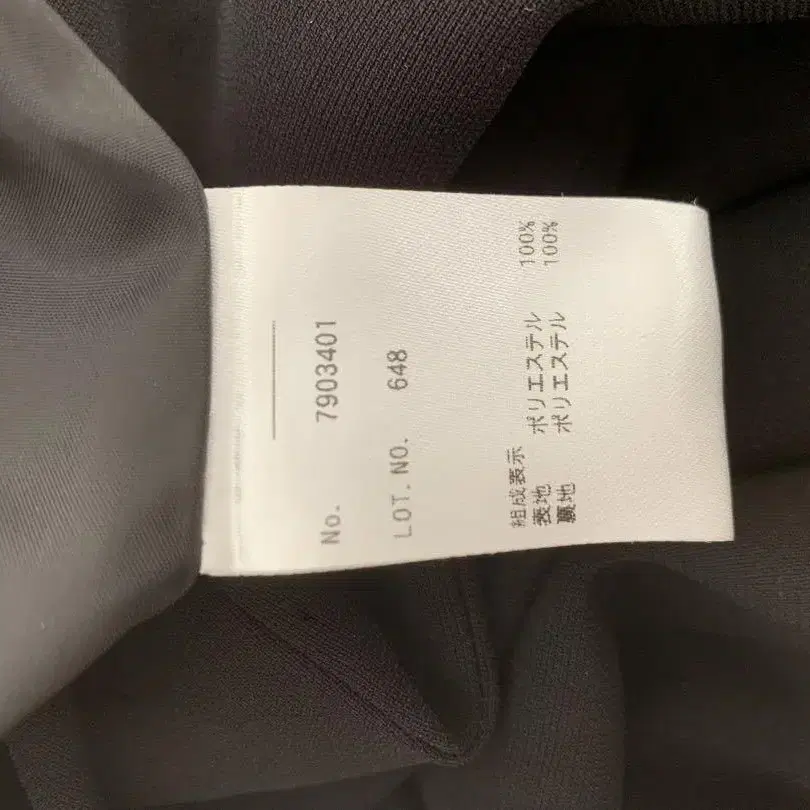 No. 7903401
LOT. NO. 648
組成表示
表地 ポリエステル 100%
裏地 ポリエステル 100%